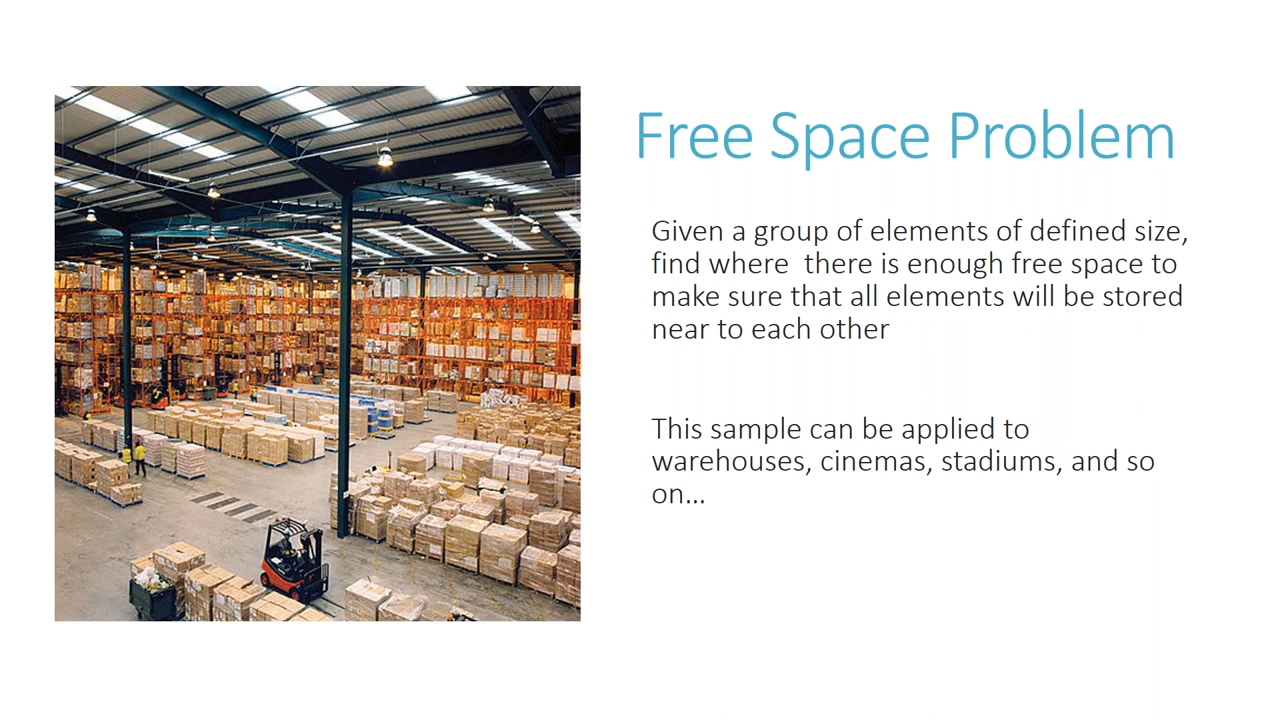 Free Space Problem
Given a group of elements of defined size,
find where  there is enough free space to
make sure that all elements will be stored
near to each other
This sample can be applied to
warehouses, cinemas, stadiums, and so
on...